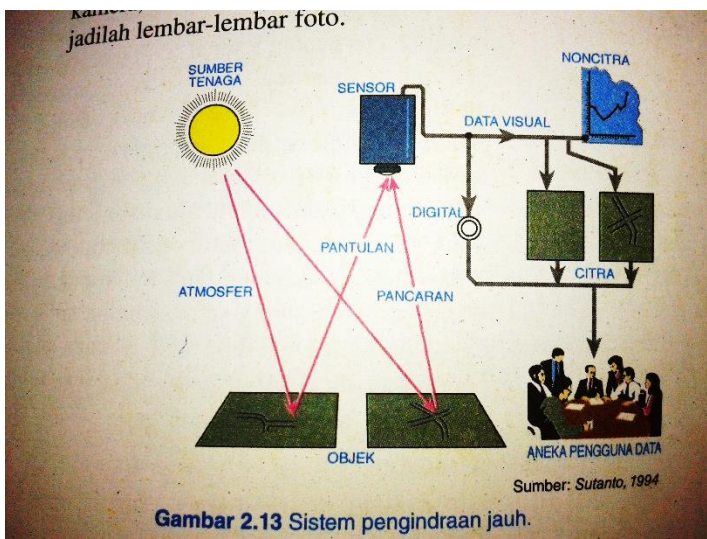 jadilah lembar-lembar foto.
SUMBER
TENAGA
SENSOR
NONCITRA
DATA VISUAL
DIGITAL
PANTULAN
CITRA
ATMOSFER
PANCARAN
OBJEK
ANEKA PENGGUNA DATA
Sumber: Sutanto, 1994
Gambar 2.13 Sistem pengindraan jauh.